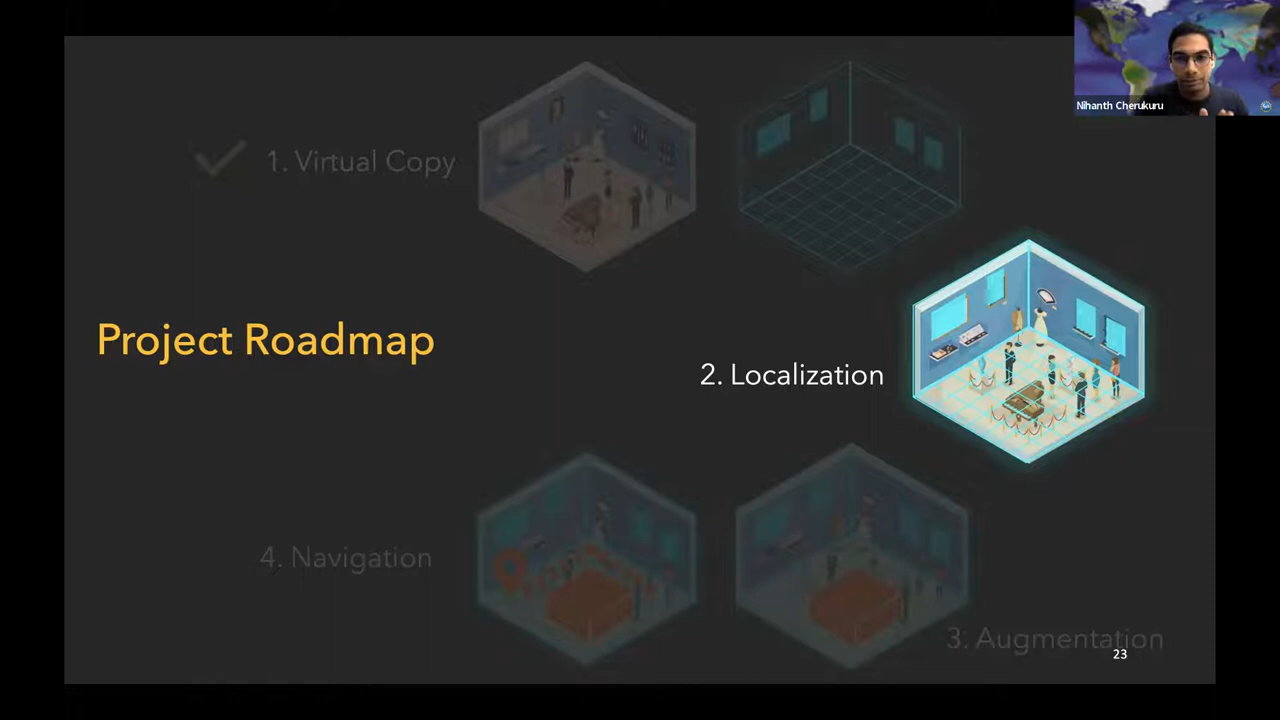 Nihanth Cherukuru
1. Virtual Copy
Project Roadmap
2. Localization
4. Navigation
3. Augmentation
23